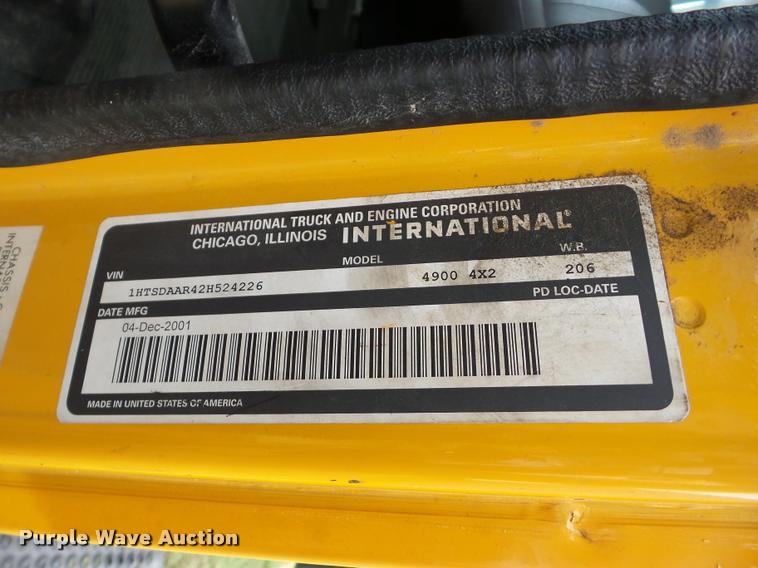 INTERNATIONAL TRUCK AND ENGINE CORPORATION
CHICAGO, ILLINOIS INTERNATIONAL®
VIN MODEL W.B.
1HTSDAAR42H524226 4900 4X2 206
DATE MFG PD LOC-DATE
04-Dec-2001
MADE IN UNITED STATES OF AMERICA
CHASSIS
Purple Wave Auction®